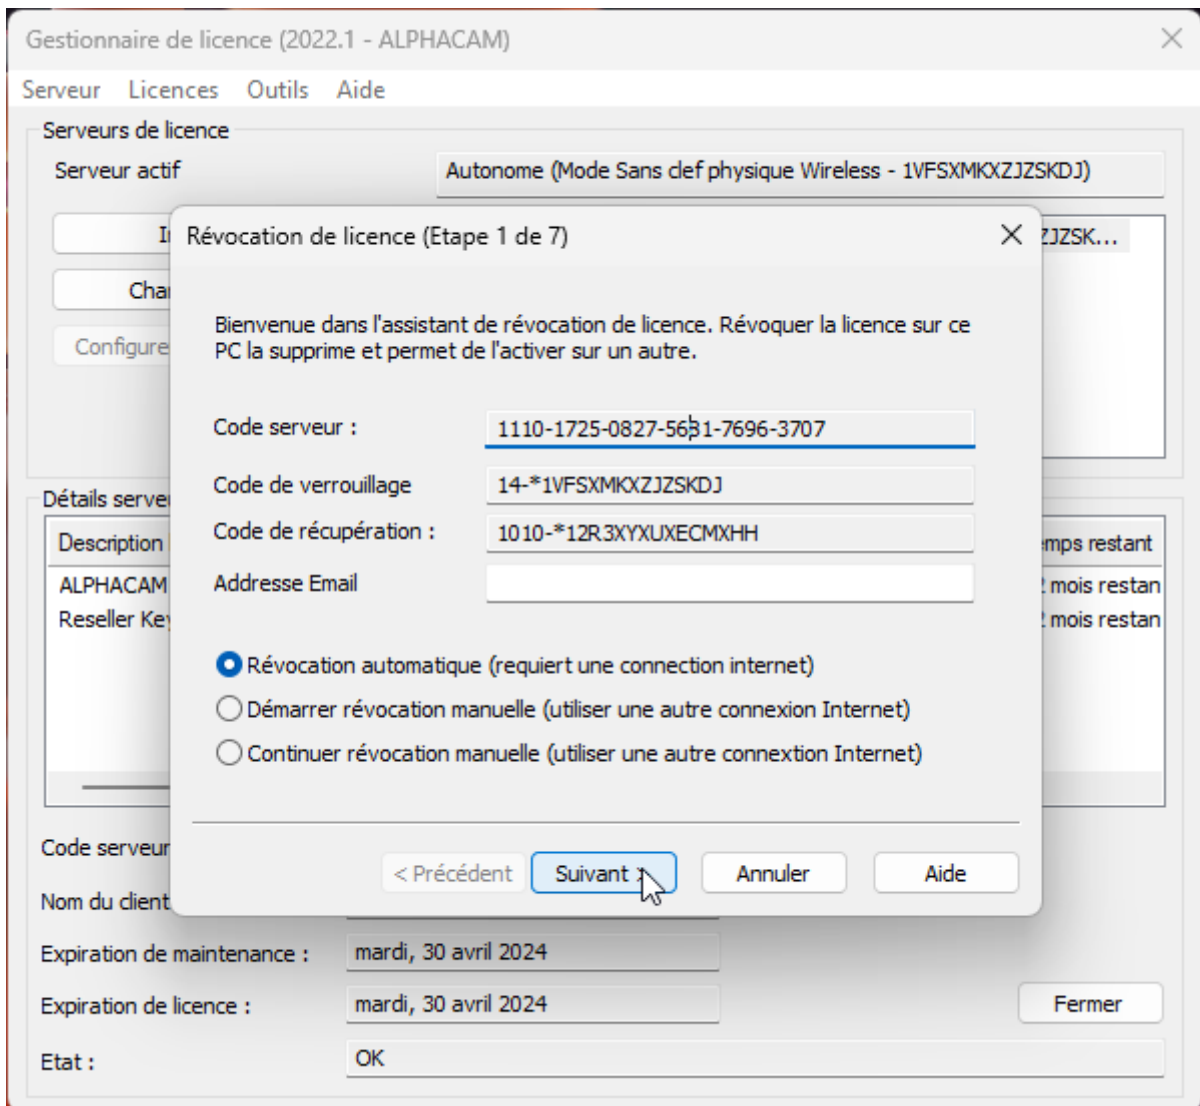 Gestionnaire de licence (2022.1 - ALPHACAM)
Serveur Licences Outils Aide
Serveurs de licence
Serveur actif
Autonome (Mode Sans clef physique Wireless - 1VFSXMKXZJZSKDJ)
ZJZSK...
Révocation de licence (Etape 1 de 7)
Bienvenue dans l'assistant de révocation de licence. Révoquer la licence sur ce
PC la supprime et permet de l'activer sur un autre.
Code serveur : 1110-1725-0827-5681-7696-3707
Code de verrouillage 14-*1VFSXMKXZJZSKDJ
Code de récupération : 1010-*12R3XYXUXECMXHH
Addresse Email
Révocation automatique (requiert une connection internet)
Démarrer révocation manuelle (utiliser une autre connexion Internet)
Continuer révocation manuelle (utiliser une autre connextion Internet)
< Précédent Suivant > Annuler Aide
Configure
Détails serve
Description
emps restant
ALPHACAM
mois restan
Reseller Key
mois restan
Code serveur
Nom du client
Expiration de maintenance : mardi, 30 avril 2024
Expiration de licence : mardi, 30 avril 2024
Fermer
Etat : OK